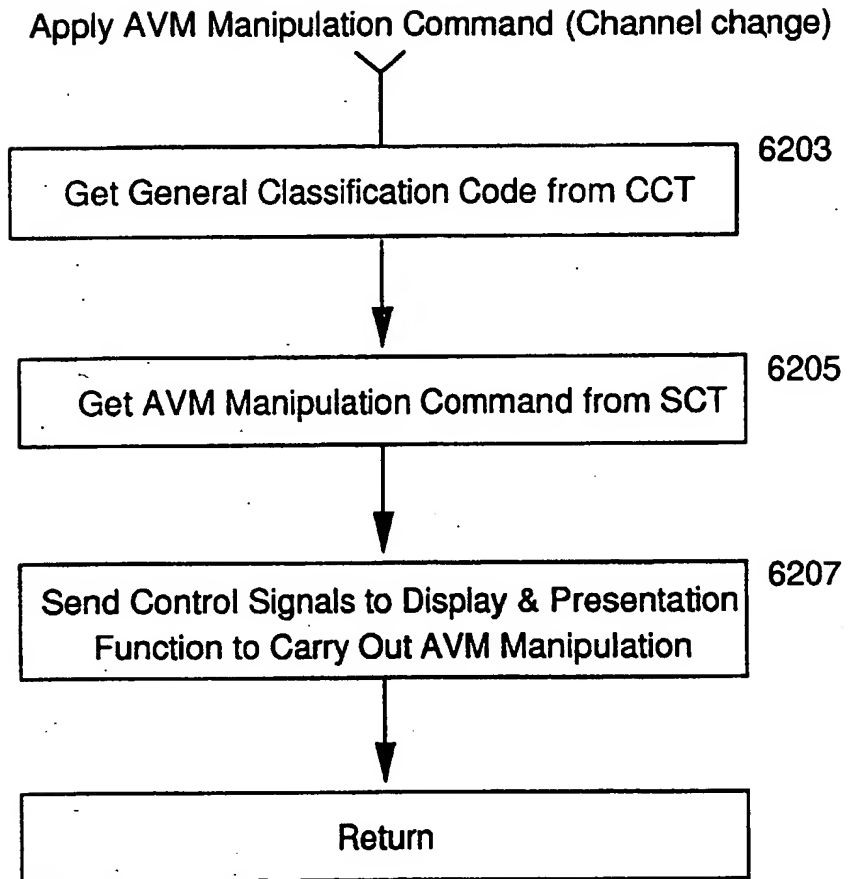 Apply AVM Manipulation Command (Channel change)
6203
Get General Classification Code from CCT
6205
Get AVM Manipulation Command from SCT
6207
Send Control Signals to Display & Presentation
Function to Carry Out AVM Manipulation
Return